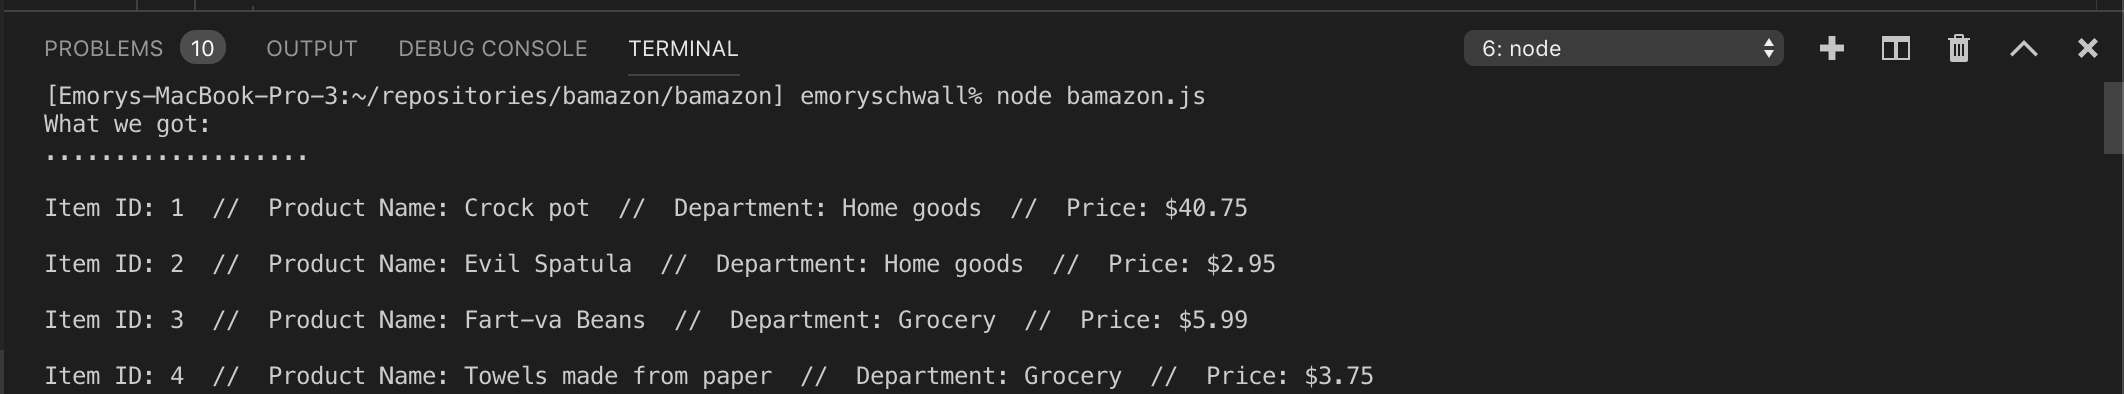 PROBLEMS 10 OUTPUT DEBUG CONSOLE TERMINAL 6: node
[Emorys-MacBook-Pro-3:~/repositories/bamazon/bamazon] emoryschwall% node bamazon.js
What we got:
...................
Item ID: 1  //  Product Name: Crock pot  //  Department: Home goods  //  Price: $40.75
Item ID: 2  //  Product Name: Evil Spatula  //  Department: Home goods  //  Price: $2.95
Item ID: 3  //  Product Name: Fart-va Beans  //  Department: Grocery  //  Price: $5.99
Item ID: 4  //  Product Name: Towels made from paper  //  Department: Grocery  //  Price: $3.75